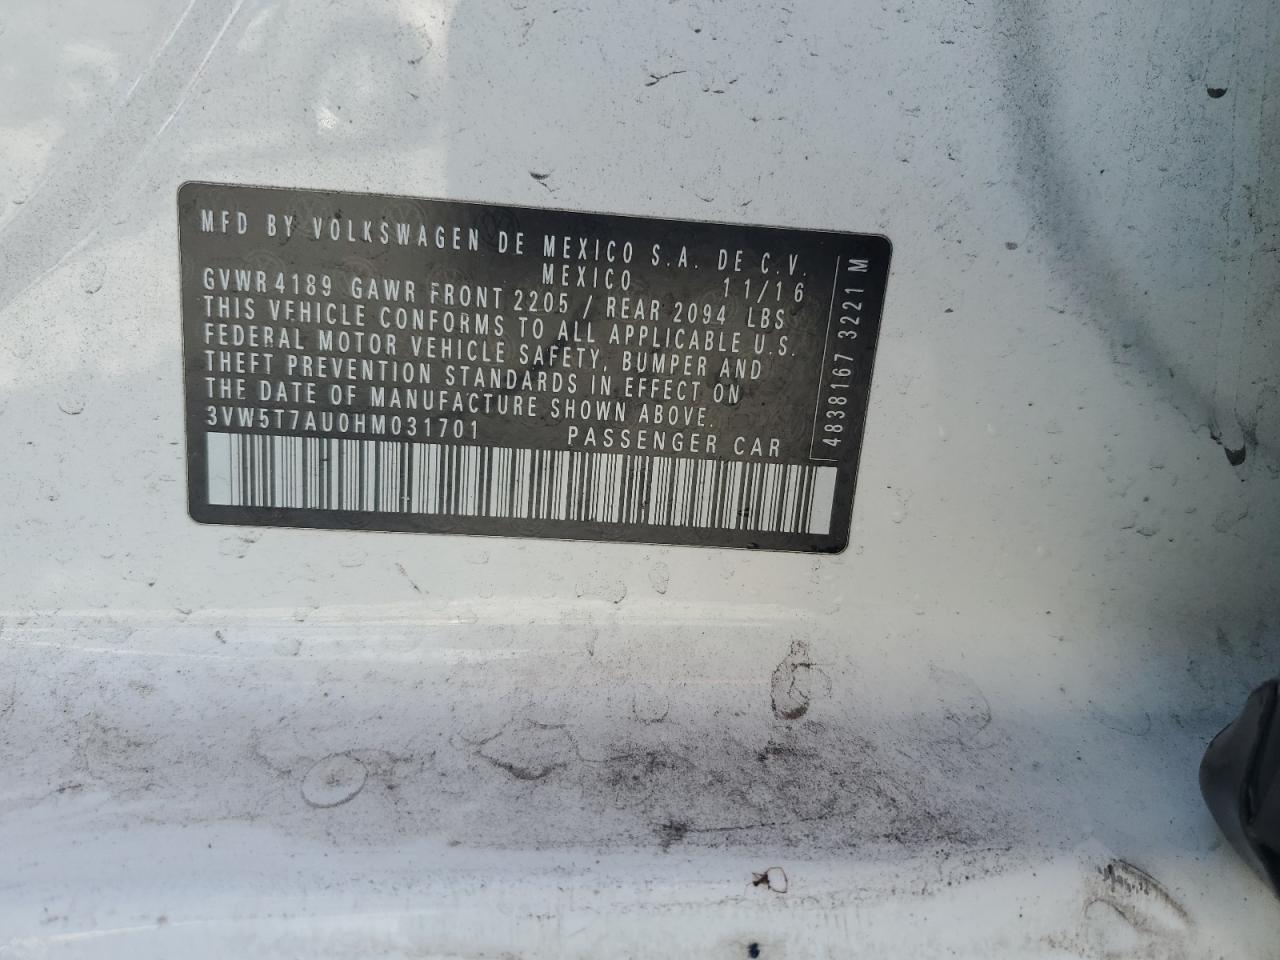 MFD BY VOLKSWAGEN DE MEXICO S.A. DE C.V.
MEXICO 11/16
GVWR 4189 GAWR FRONT 2205 / REAR 2094 LBS
THIS VEHICLE CONFORMS TO ALL APPLICABLE U.S.
FEDERAL MOTOR VEHICLE SAFETY, BUMPER AND
THEFT PREVENTION STANDARDS IN EFFECT ON
THE DATE OF MANUFACTURE SHOWN ABOVE.
3VW5T7AU0HM031701 PASSENGER CAR
4838167 3221 M